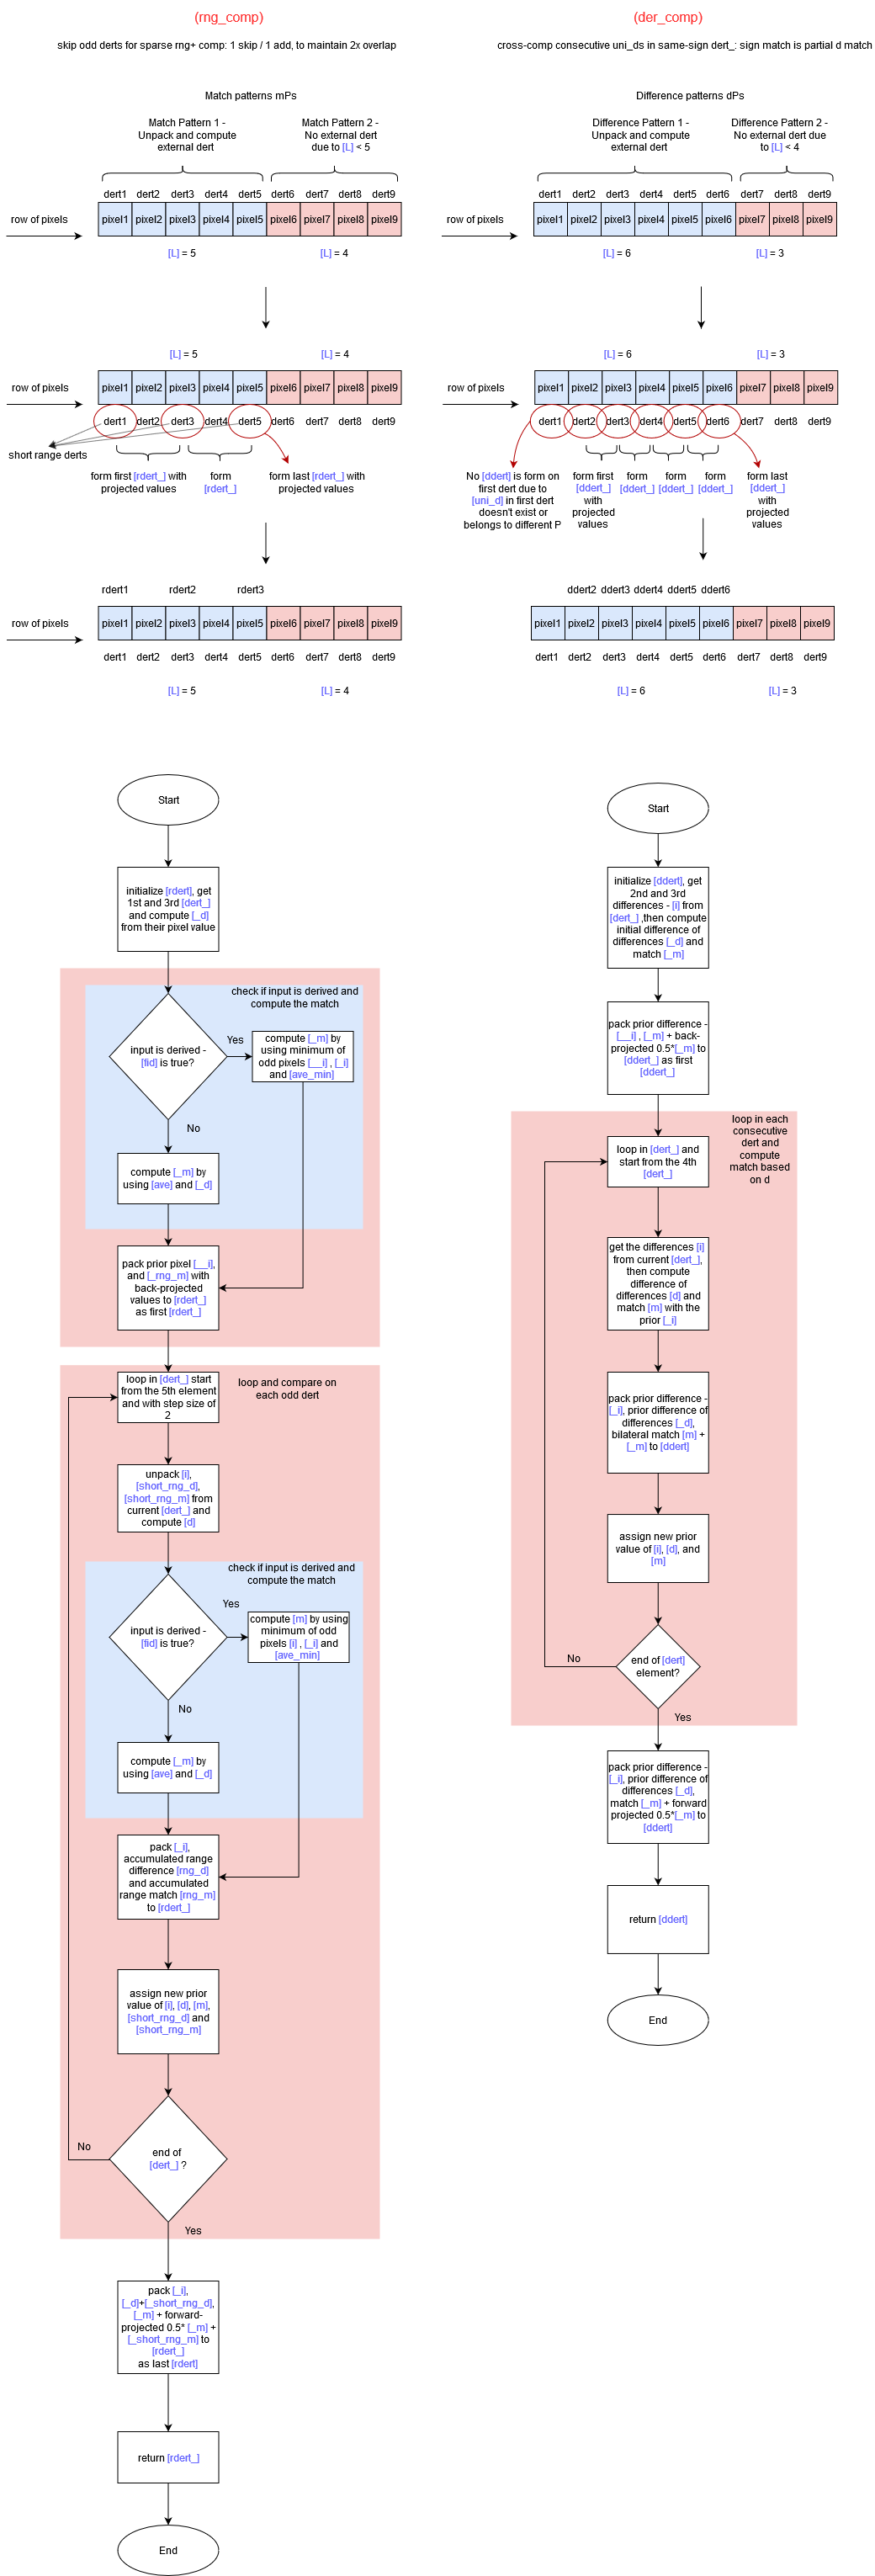 (rng_comp)
skip odd derts for sparse rng+ comp: 1 skip / 1 add, to maintain 2x overlap
Match patterns mPs
Match Pattern 1 -
Unpack and compute
external dert
Match Pattern 2 -
No external dert
due to [L] < 5
dert1 dert2 dert3 dert4 dert5 dert6 dert7 dert8 dert9
row of pixels
pixel1 pixel2 pixel3 pixel4 pixel5 pixel6 pixel7 pixel8 pixel9
[L] = 5
[L] = 4
[L] = 5
[L] = 4
row of pixels
pixel1 pixel2 pixel3 pixel4 pixel5 pixel6 pixel7 pixel8 pixel9
dert1 dert2 dert3 dert4 dert5 dert6 dert7 dert8 dert9
short range derts
form first [rdert_] with
projected values
form
[rdert_]
form last [rdert_] with
projected values
rdert1 rdert2 rdert3
row of pixels
pixel1 pixel2 pixel3 pixel4 pixel5 pixel6 pixel7 pixel8 pixel9
dert1 dert2 dert3 dert4 dert5 dert6 dert7 dert8 dert9
[L] = 5
[L] = 4
Start
initialize [rdert], get
1st and 3rd [dert_]
and compute [_d]
from their pixel value
check if input is derived and
compute the match
input is derived -
[fid] is true?
Yes
compute [_m] by
using minimum of
odd pixels [__i] , [_i]
and [ave_min]
No
compute [_m] by
using [ave] and [_d]
pack prior pixel [__i],
and [_rng_m] with
back-projected
values to [rdert_]
as first [rdert_]
loop in [dert_] start
from the 5th element
and with step size of
2
loop and compare on
each odd dert
unpack [i],
[short_rng_d],
[short_rng_m] from
current [dert_] and
compute [d]
check if input is derived and
compute the match
input is derived -
[fid] is true?
Yes
compute [m] by using
minimum of odd
pixels [i] , [_i] and
[ave_min]
No
compute [_m] by
using [ave] and [_d]
pack [_i],
accumulated range
difference [rng_d]
and accumulated
range match [rng_m]
to [rdert_]
assign new prior
value of [i], [d], [m],
[short_rng_d] and
[short_rng_m]
end of
[dert_] ?
No
Yes
pack [_i],
[_d]+[_short_rng_d],
[_m] + forward-
projected 0.5* [_m] +
[_short_rng_m] to
[rdert_]
as last [rdert]
return [rdert_]
End
(der_comp)
cross-comp consecutive uni_ds in same-sign dert_: sign match is partial d match
Difference patterns dPs
Difference Pattern 1 -
Unpack and compute
external dert
Difference Pattern 2 -
No external dert due
to [L] < 4
dert1 dert2 dert3 dert4 dert5 dert6 dert7 dert8 dert9
row of pixels
pixel1 pixel2 pixel3 pixel4 pixel5 pixel6 pixel7 pixel8 pixel9
[L] = 6
[L] = 3
[L] = 6
[L] = 3
row of pixels
pixel1 pixel2 pixel3 pixel4 pixel5 pixel6 pixel7 pixel8 pixel9
dert1 dert2 dert3 dert4 dert5 dert6 dert7 dert8 dert9
No [ddert] is form on
first dert due to
[uni_d] in first dert
doesn't exist or
belongs to different P
form first
[ddert_]
with
projected
values
form
[ddert_]
form
[ddert_]
form
[ddert_]
form last
[ddert_]
with
projected
values
ddert2 ddert3 ddert4 ddert5 ddert6
pixel1 pixel2 pixel3 pixel4 pixel5 pixel6 pixel7 pixel8 pixel9
dert1 dert2 dert3 dert4 dert5 dert6 dert7 dert8 dert9
[L] = 6
[L] = 3
Start
initialize [ddert], get
2nd and 3rd
differences - [i] from
[dert_] ,then compute
initial difference of
differences [_d] and
match [_m]
pack prior difference -
[__i] , [_m] + back-
projected 0.5*[_m] to
[ddert_] as first
[ddert_]
loop in each
consecutive
dert and
compute
match based
on d
loop in [dert_] and
start from the 4th
[dert_]
get the differences [i]
from current [dert_],
then compute
difference of
differences [d] and
match [m] with the
prior [_i]
pack prior difference -
[_i], prior difference of
differences [_d],
bilateral match [m] +
[_m] to [ddert]
assign new prior
value of [i], [d], and
[m]
end of [dert]
element?
No
Yes
pack prior difference -
[_i], prior difference of
differences [_d],
match [_m] + forward
projected 0.5*[_m] to
[ddert]
return [ddert]
End